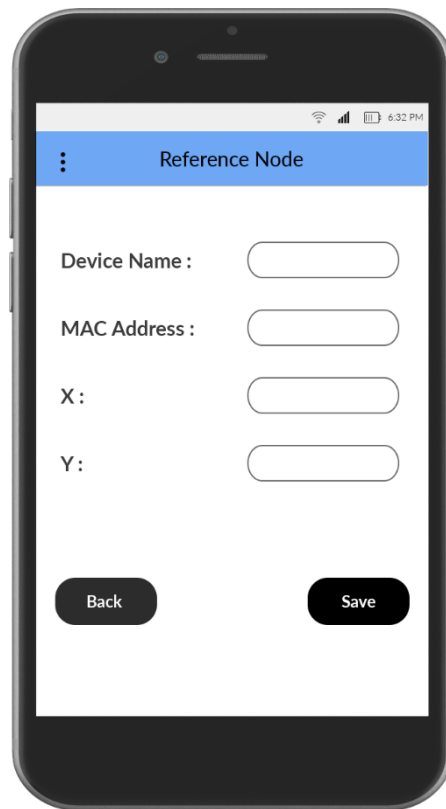 6:32 PM
Reference Node
Device Name :
MAC Address :
X :
Y :
Back
Save